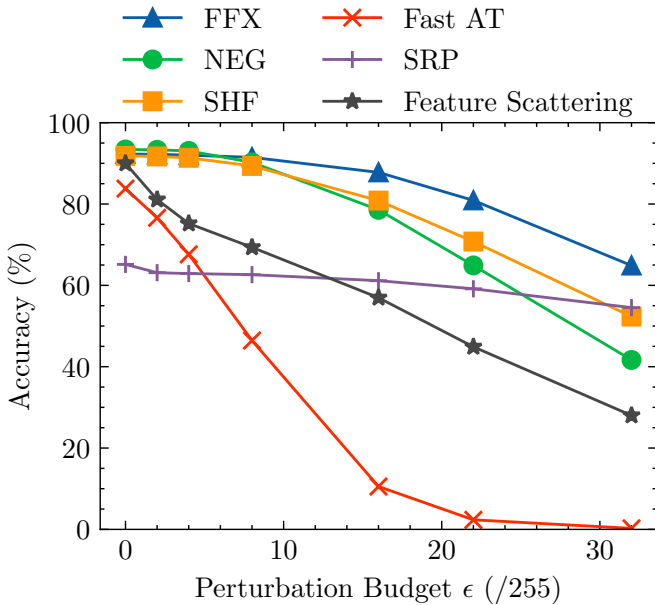 FFX
Fast AT
NEG
SRP
SHF
Feature Scattering
100
80
60
40
20
0
Accuracy (%)
0
10
20
30
Perturbation Budget ϵ (/255)